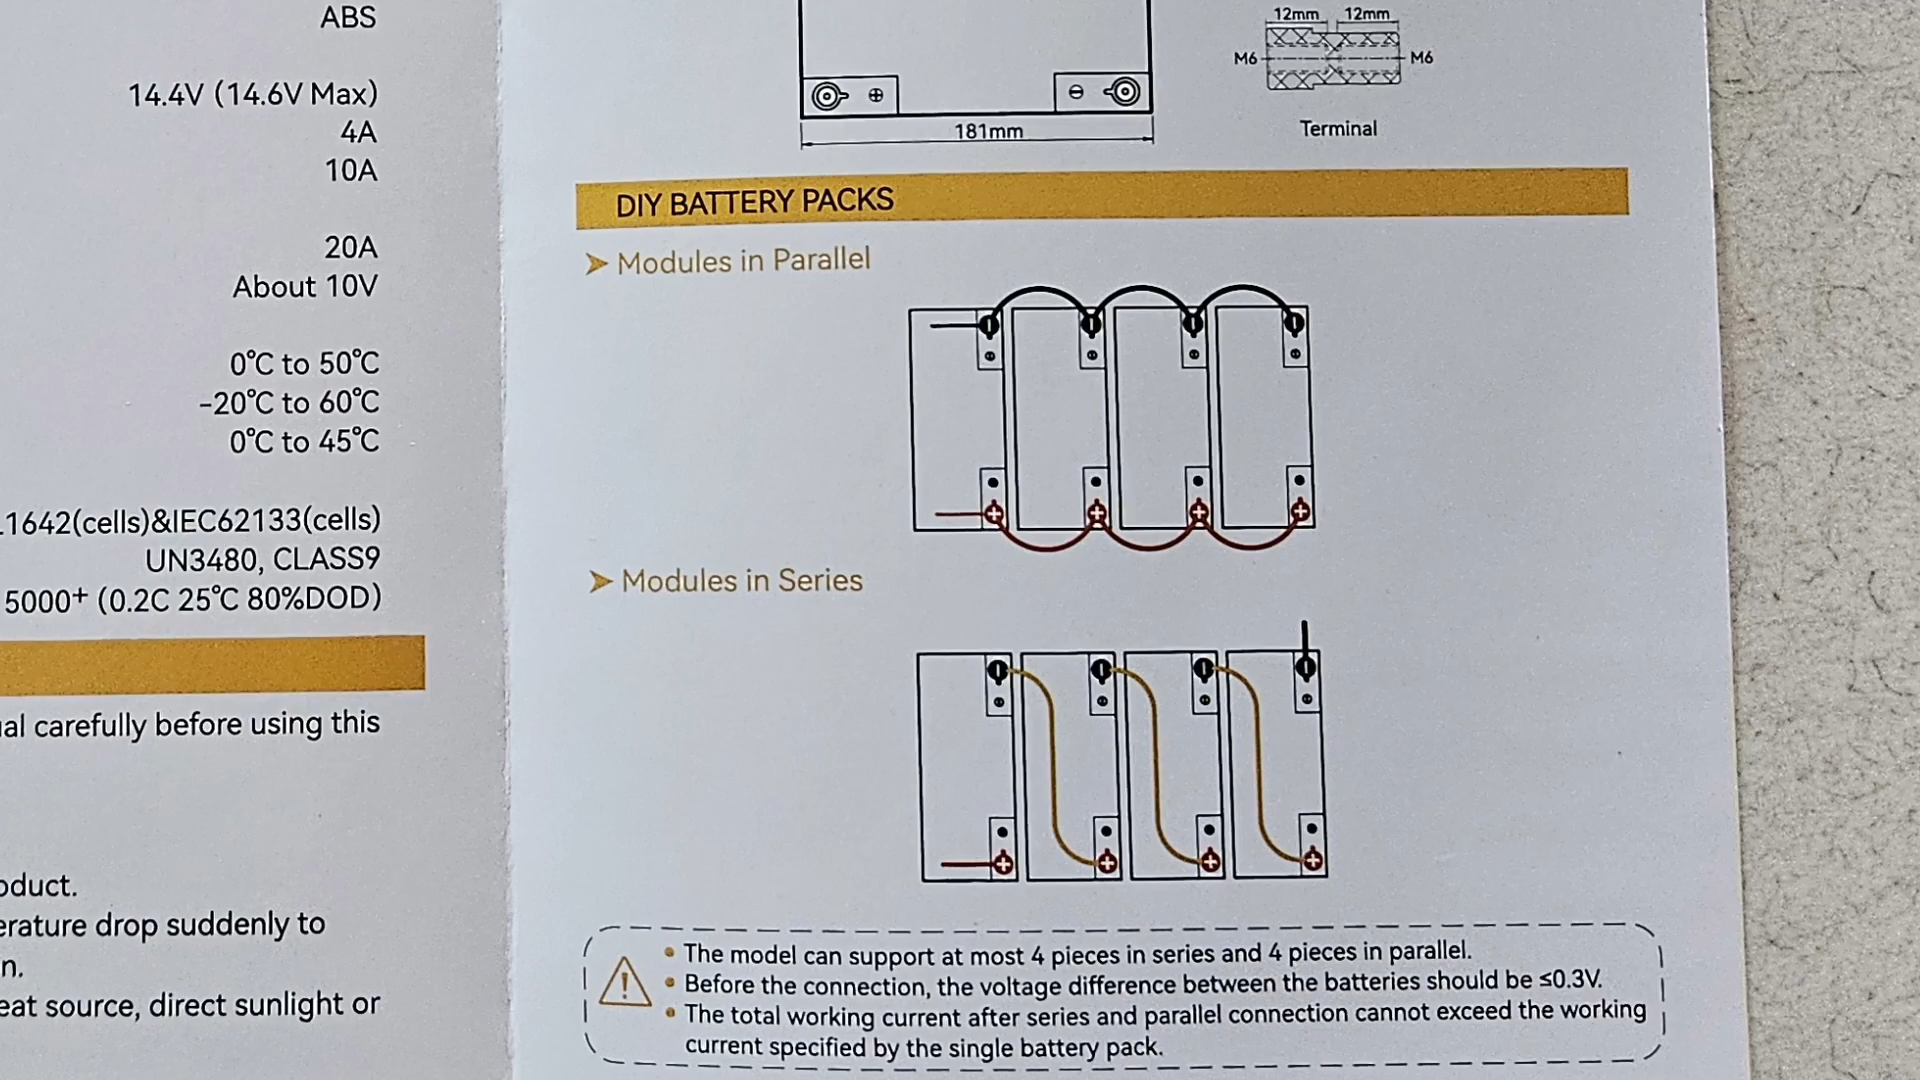 ABS
14.4V (14.6V Max)
4A
10A
20A
About 10V
0℃ to 50℃
-20℃ to 60℃
0℃ to 45℃
1642(cells)&IEC62133(cells)
UN3480, CLASS9
5000⁺ (0.2C 25℃ 80%DOD)
carefully before using this
temperature drop suddenly to
source, direct sunlight or
12mm 12mm
M6 M6
Terminal
181mm
DIY BATTERY PACKS
➤ Modules in Parallel
➤ Modules in Series
• The model can support at most 4 pieces in series and 4 pieces in parallel.
• Before the connection, the voltage difference between the batteries should be ≤0.3V.
• The total working current after series and parallel connection cannot exceed the working
current specified by the single battery pack.